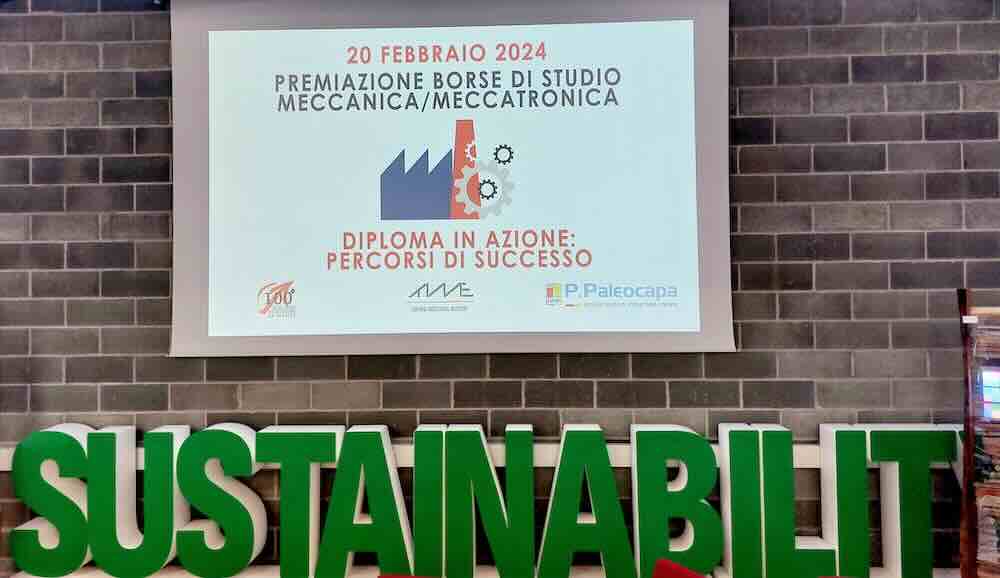 20 FEBBRAIO 2024
PREMIAZIONE BORSE DI STUDIO
MECCANICA/MECCATRONICA
DIPLOMA IN AZIONE:
PERCORSI DI SUCCESSO
100°
P.Paleocapa
SUSTAINABILIT